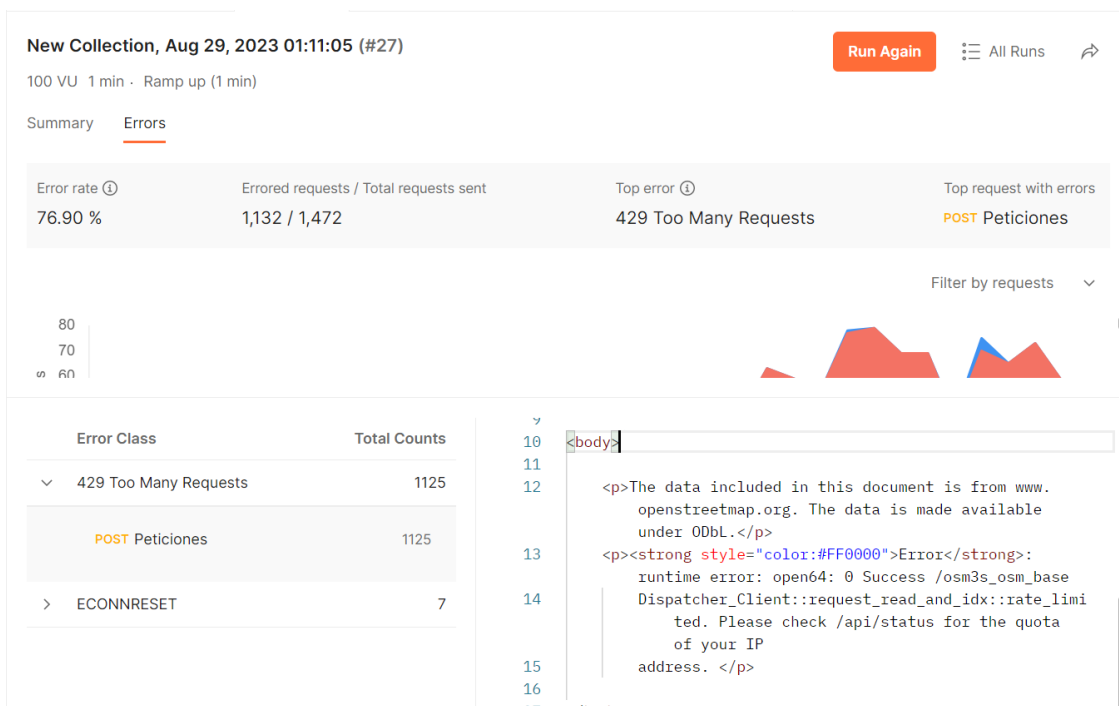 New Collection, Aug 29, 2023 01:11:05 (#27)
Run Again
All Runs
100 VU 1 min · Ramp up (1 min)
Summary Errors
Error rate
Errored requests / Total requests sent
Top error
Top request with errors
76.90 %
1,132 / 1,472
429 Too Many Requests
POST Peticiones
Filter by requests
80
70
60
Error Class Total Counts
429 Too Many Requests 1125
POST Peticiones 1125
ECONNRESET 7
9
10 <body>
11
12 <p>The data included in this document is from www.
openstreetmap.org. The data is made available
under ODbL.</p>
13 <p><strong style="color:#FF0000">Error</strong>:
runtime error: open64: 0 Success /osm3s_osm_base
14 Dispatcher_Client::request_read_and_idx::rate_limi
ted. Please check /api/status for the quota
of your IP
15 address. </p>
16